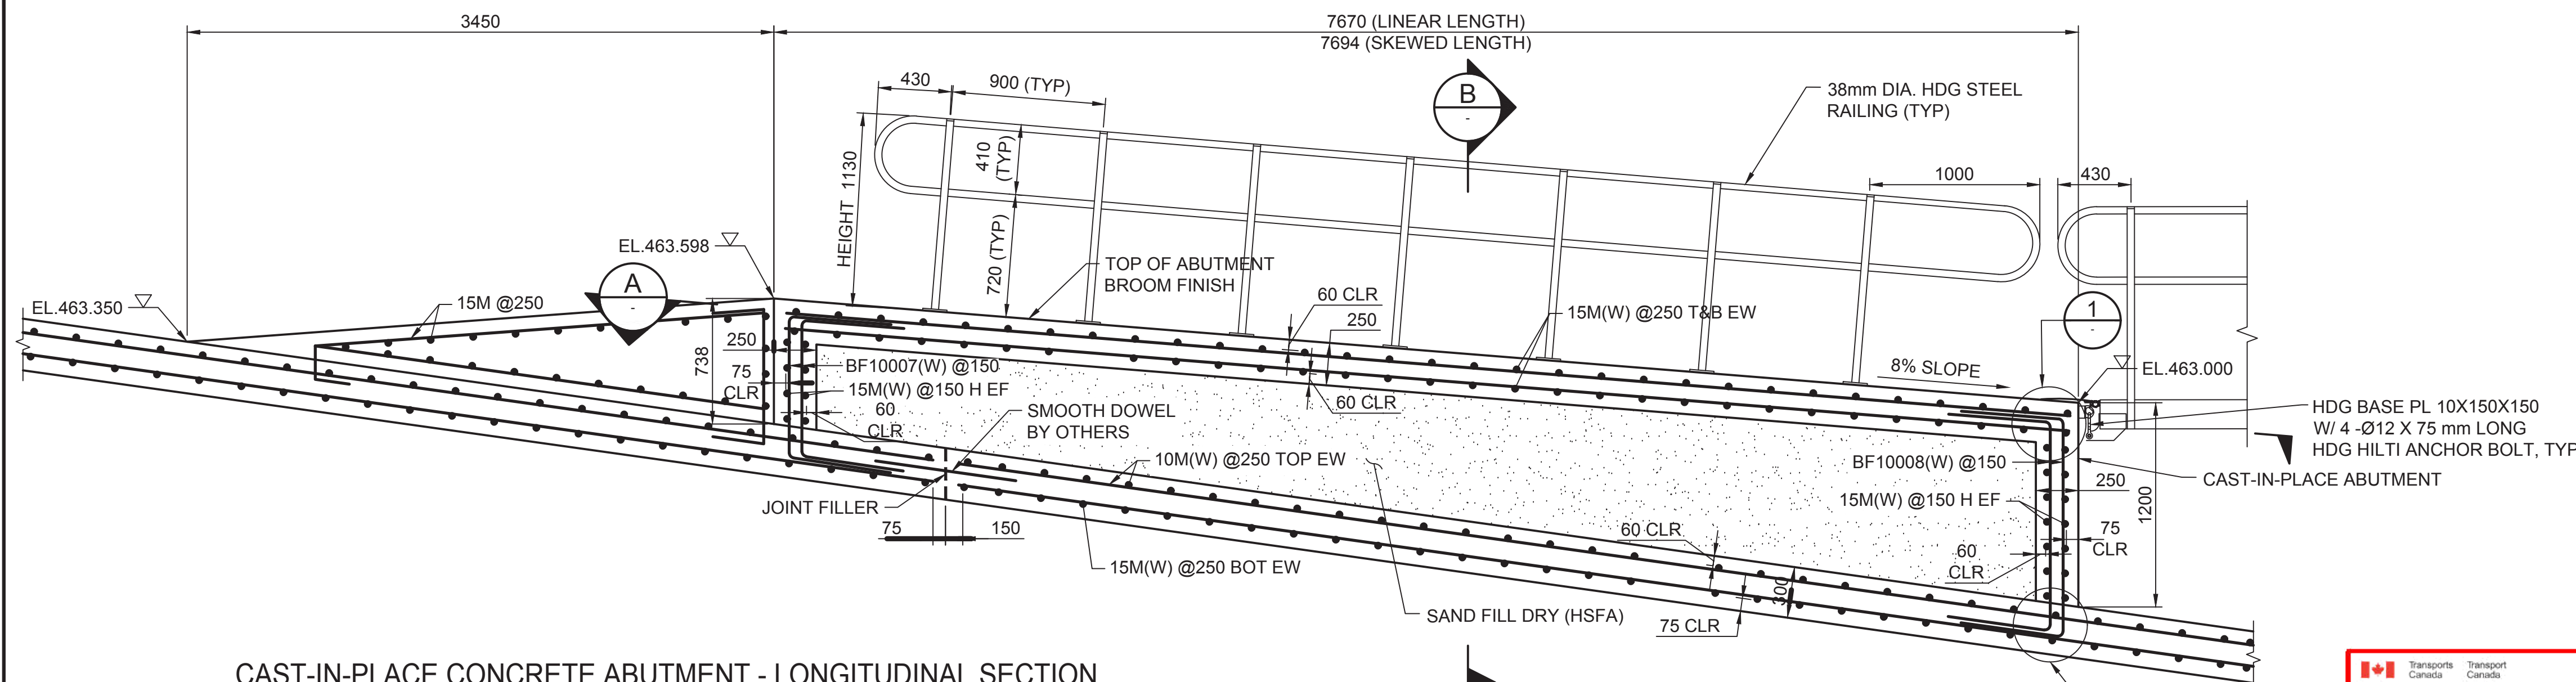 3450
7670 (LINEAR LENGTH)
7694 (SKEWED LENGTH)
430
900 (TYP)
B
-
38mm DIA. HDG STEEL
RAILING (TYP)
HEIGHT 1130
410
(TYP)
720 (TYP)
1000
430
EL.463.598
TOP OF ABUTMENT
BROOM FINISH
A
-
EL.463.350
15M @250
60 CLR
250
15M(W) @250 T&B EW
1
-
8% SLOPE
EL.463.000
738
250
75
CLR
BF10007(W) @150
15M(W) @150 H EF
60
CLR
60 CLR
SMOOTH DOWEL
BY OTHERS
HDG BASE PL 10X150X150
W/ 4 -Ø12 X 75 mm LONG
HDG HILTI ANCHOR BOLT, TYP
10M(W) @250 TOP EW
BF10008(W) @150
CAST-IN-PLACE ABUTMENT
250
1200
15M(W) @150 H EF
JOINT FILLER
75
150
60 CLR
75
CLR
60
CLR
15M(W) @250 BOT EW
300
SAND FILL DRY (HSFA)
75 CLR
CAST-IN-PLACE CONCRETE ABUTMENT - LONGITUDINAL SECTION
Transports Transport
Canada Canada